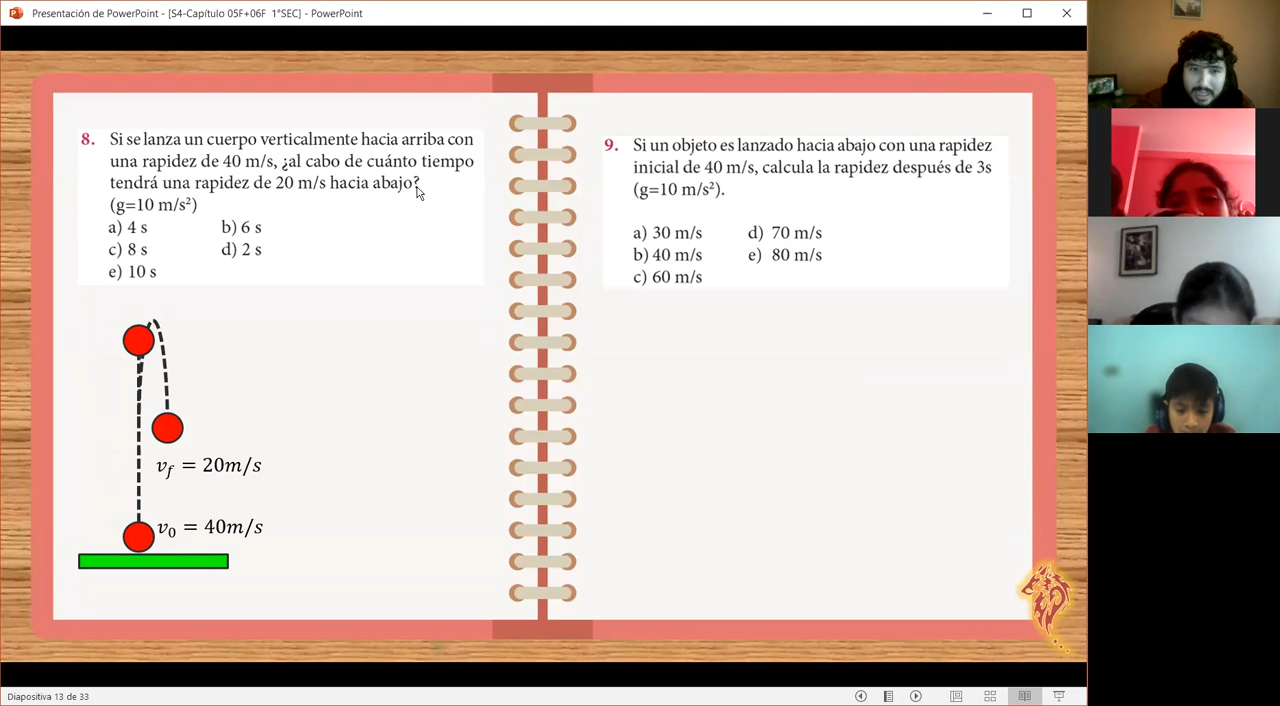 Presentación de PowerPoint - [S4-Capítulo 05F+06F 1°SEC] - PowerPoint
8. Si se lanza un cuerpo verticalmente hacia arriba con
una rapidez de 40 m/s, ¿al cabo de cuánto tiempo
tendrá una rapidez de 20 m/s hacia abajo?
(g=10 m/s²)
a) 4 s b) 6 s
c) 8 s d) 2 s
e) 10 s
v_f = 20m/s
v_0 = 40m/s
9. Si un objeto es lanzado hacia abajo con una rapidez
inicial de 40 m/s, calcula la rapidez después de 3s
(g=10 m/s²).
a) 30 m/s d) 70 m/s
b) 40 m/s e) 80 m/s
c) 60 m/s
Diapositiva 13 de 33